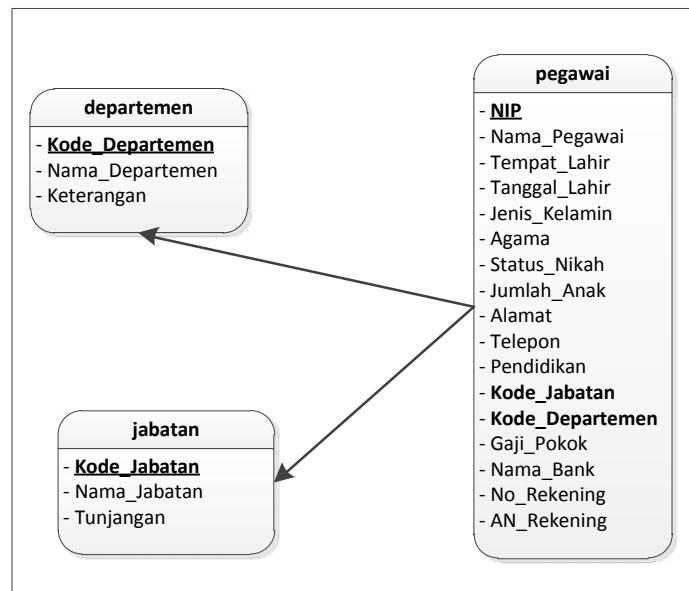 departemen
- Kode_Departemen
- Nama_Departemen
- Keterangan
jabatan
- Kode_Jabatan
- Nama_Jabatan
- Tunjangan
pegawai
- NIP
- Nama_Pegawai
- Tempat_Lahir
- Tanggal_Lahir
- Jenis_Kelamin
- Agama
- Status_Nikah
- Jumlah_Anak
- Alamat
- Telepon
- Pendidikan
- Kode_Jabatan
- Kode_Departemen
- Gaji_Pokok
- Nama_Bank
- No_Rekening
- AN_Rekening